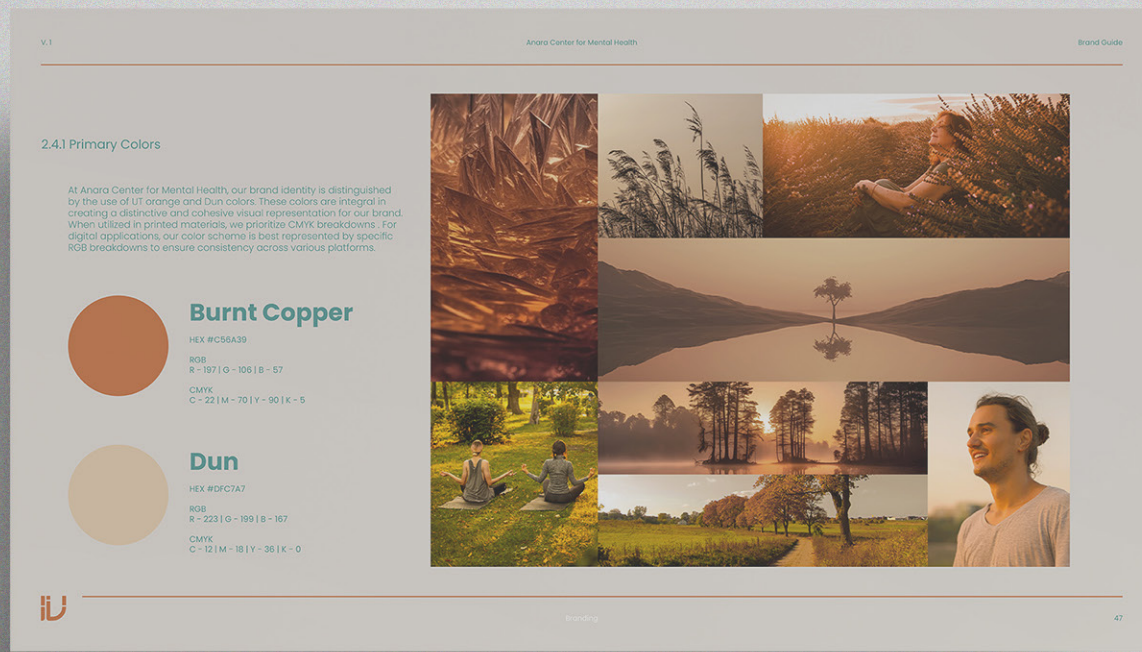 V. 1
Anara Center for Mental Health
Brand Guide
2.4.1 Primary Colors
At Anara Center for Mental Health, our brand identity is distinguished
by the use of UT orange and Dun colors. These colors are integral in
creating a distinctive and cohesive visual representation for our brand.
When utilized in printed materials, we prioritize CMYK breakdowns . For
digital applications, our color scheme is best represented by specific
RGB breakdowns to ensure consistency across various platforms.
Burnt Copper
HEX #C56A39
RGB
R - 197 | G - 106 | B - 57
CMYK
C - 22 | M - 70 | Y - 90 | K - 5
Dun
HEX #DFC7A7
RGB
R - 223 | G - 199 | B - 167
CMYK
C - 12 | M - 18 | Y - 36 | K - 0
Branding
47